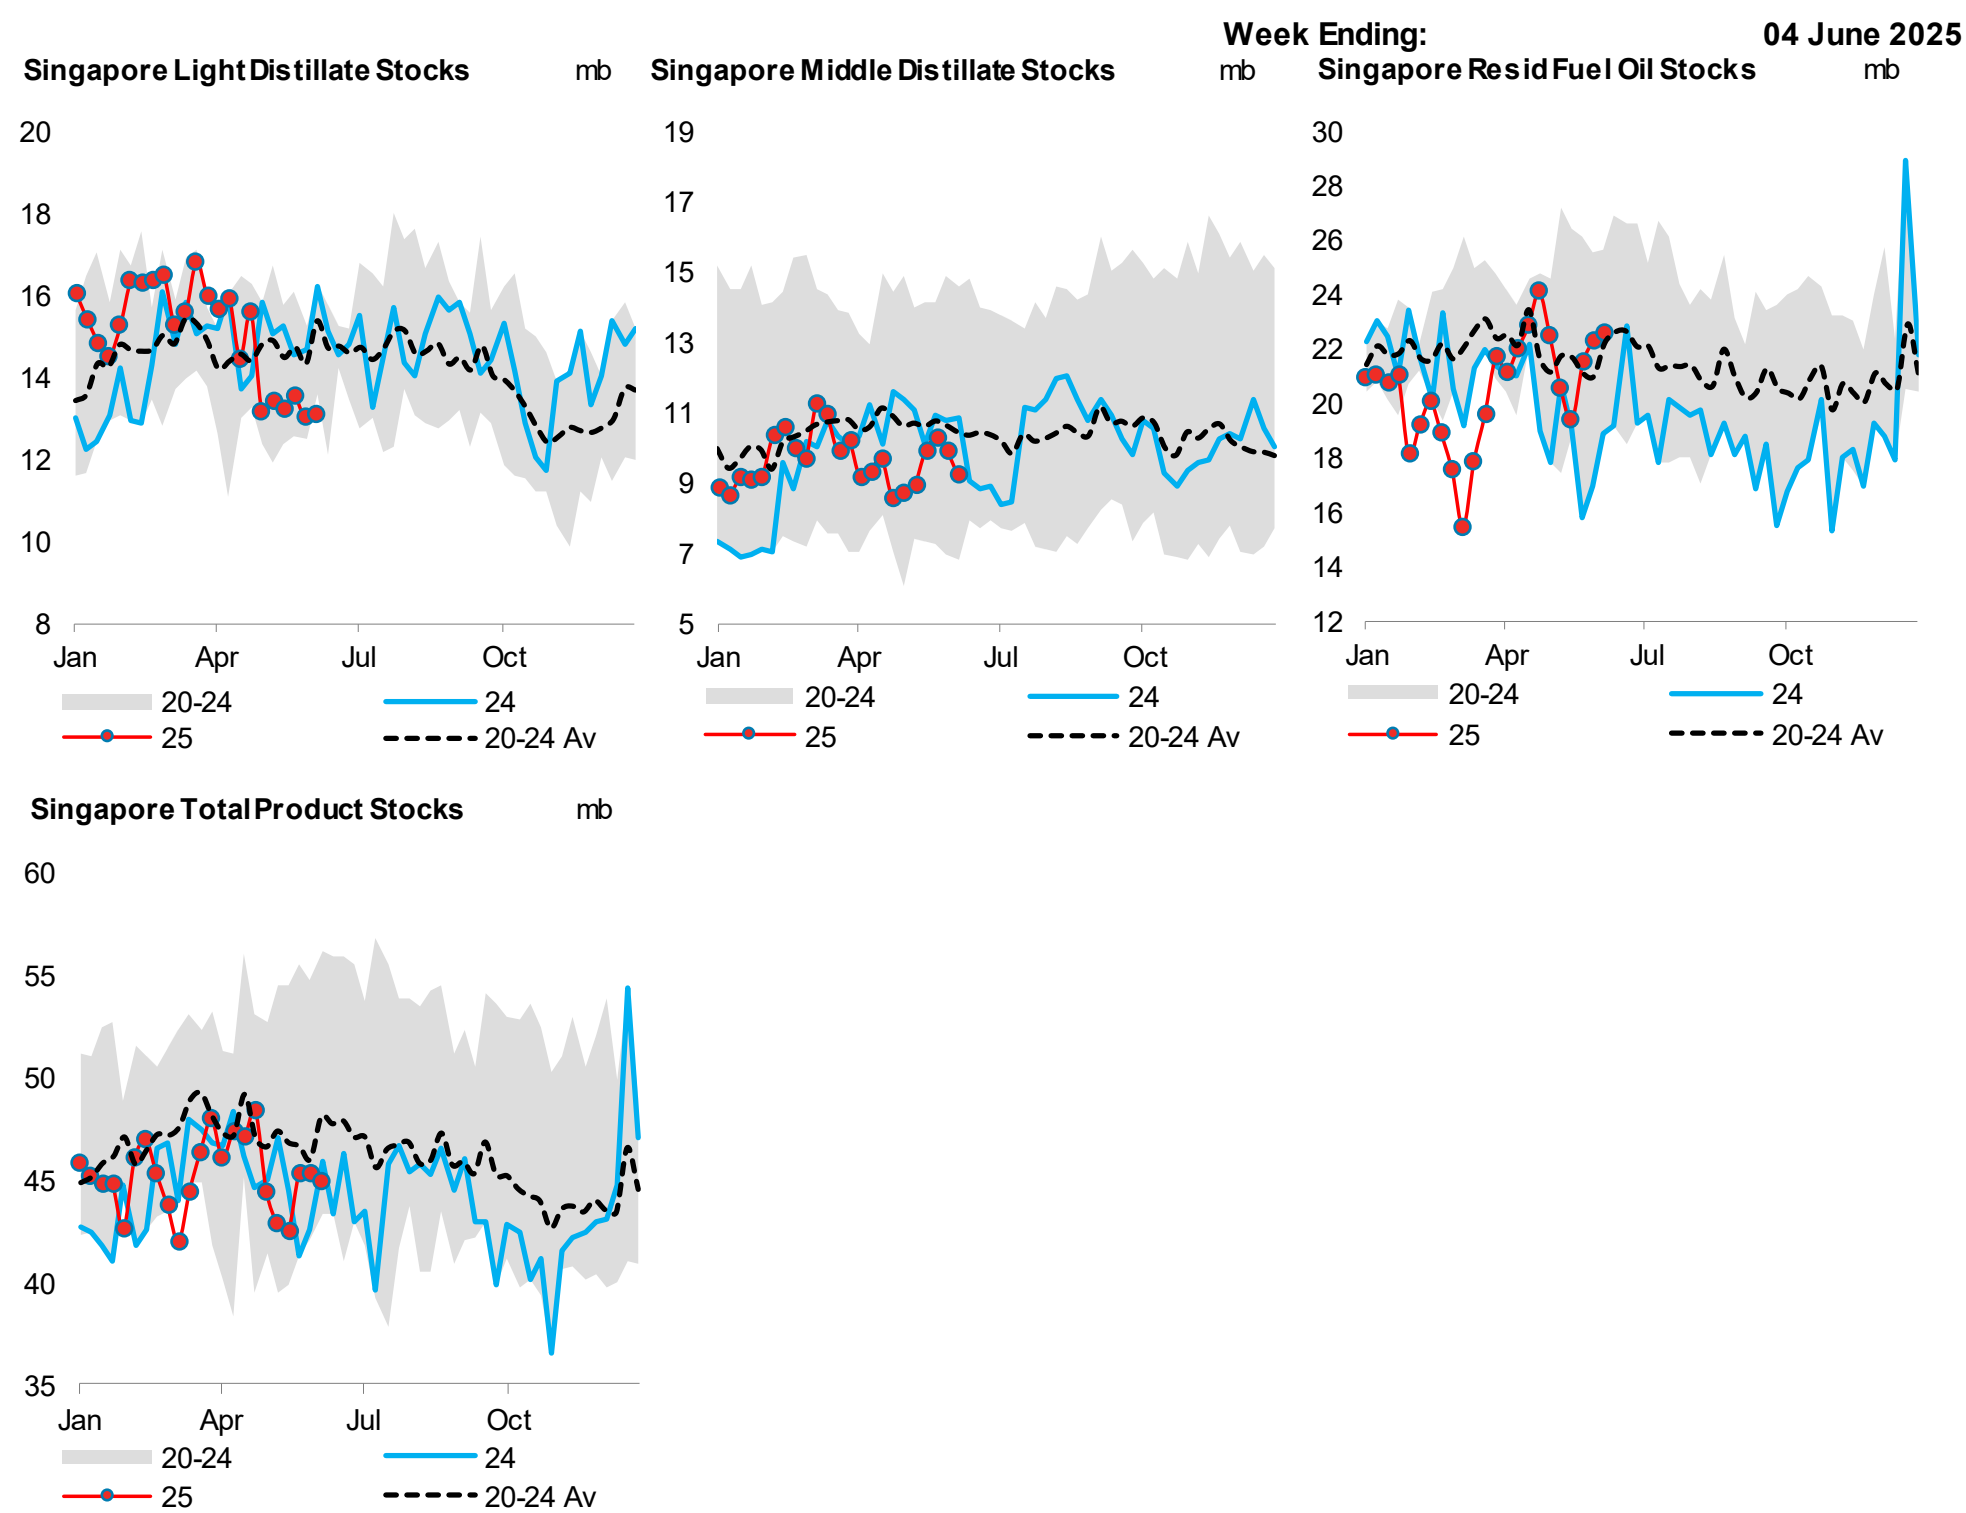 Week Ending: 04 June 2025
Singapore Light Distillate Stocks mb
20
18
16
14
12
10
8
Jan Apr Jul Oct
20-24 24
25 20-24 Av
Singapore Middle Distillate Stocks mb
19
17
15
13
11
9
7
5
Jan Apr Jul Oct
20-24 24
25 20-24 Av
Singapore Resid Fuel Oil Stocks mb
30
28
26
24
22
20
18
16
14
12
Jan Apr Jul Oct
20-24 24
25 20-24 Av
Singapore Total Product Stocks mb
60
55
50
45
40
35
Jan Apr Jul Oct
20-24 24
25 20-24 Av